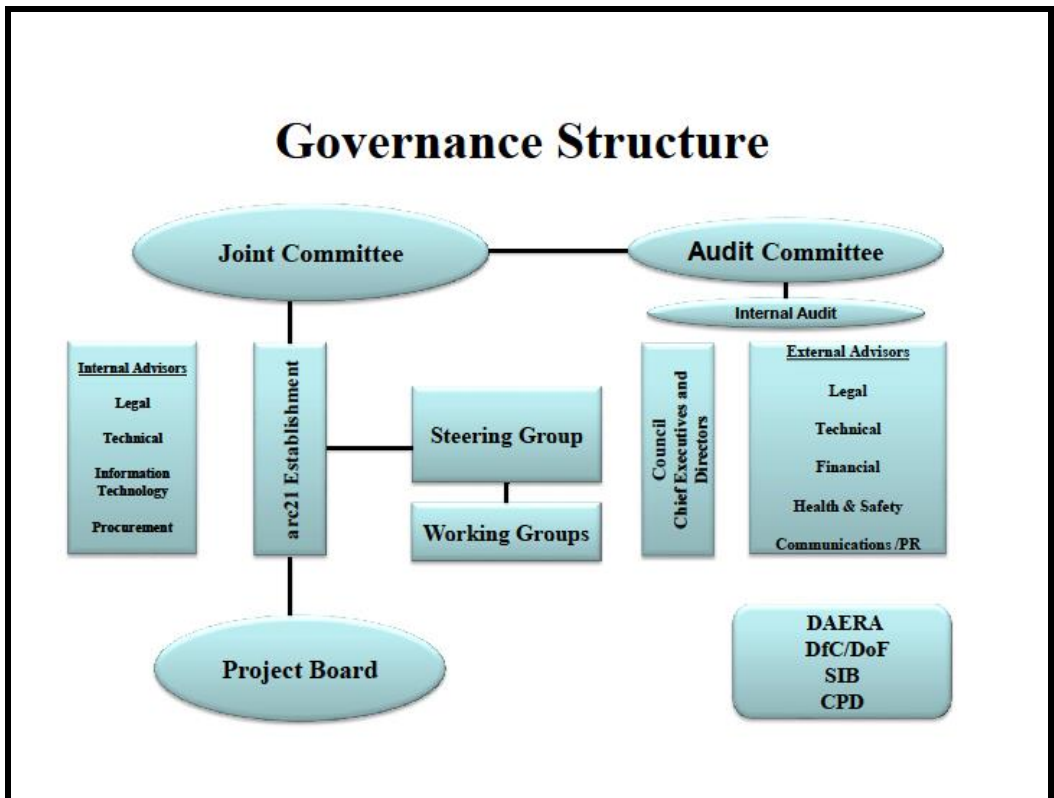 Governance Structure
Joint Committee
Audit Committee
Internal Audit
Internal Advisors
Legal
Technical
Information
Technology
Procurement
arc21 Establishment
Steering Group
Working Groups
Council
Chief Executives and
Directors
External Advisors
Legal
Technical
Financial
Health & Safety
Communications /PR
Project Board
DAERA
DfC/DoF
SIB
CPD